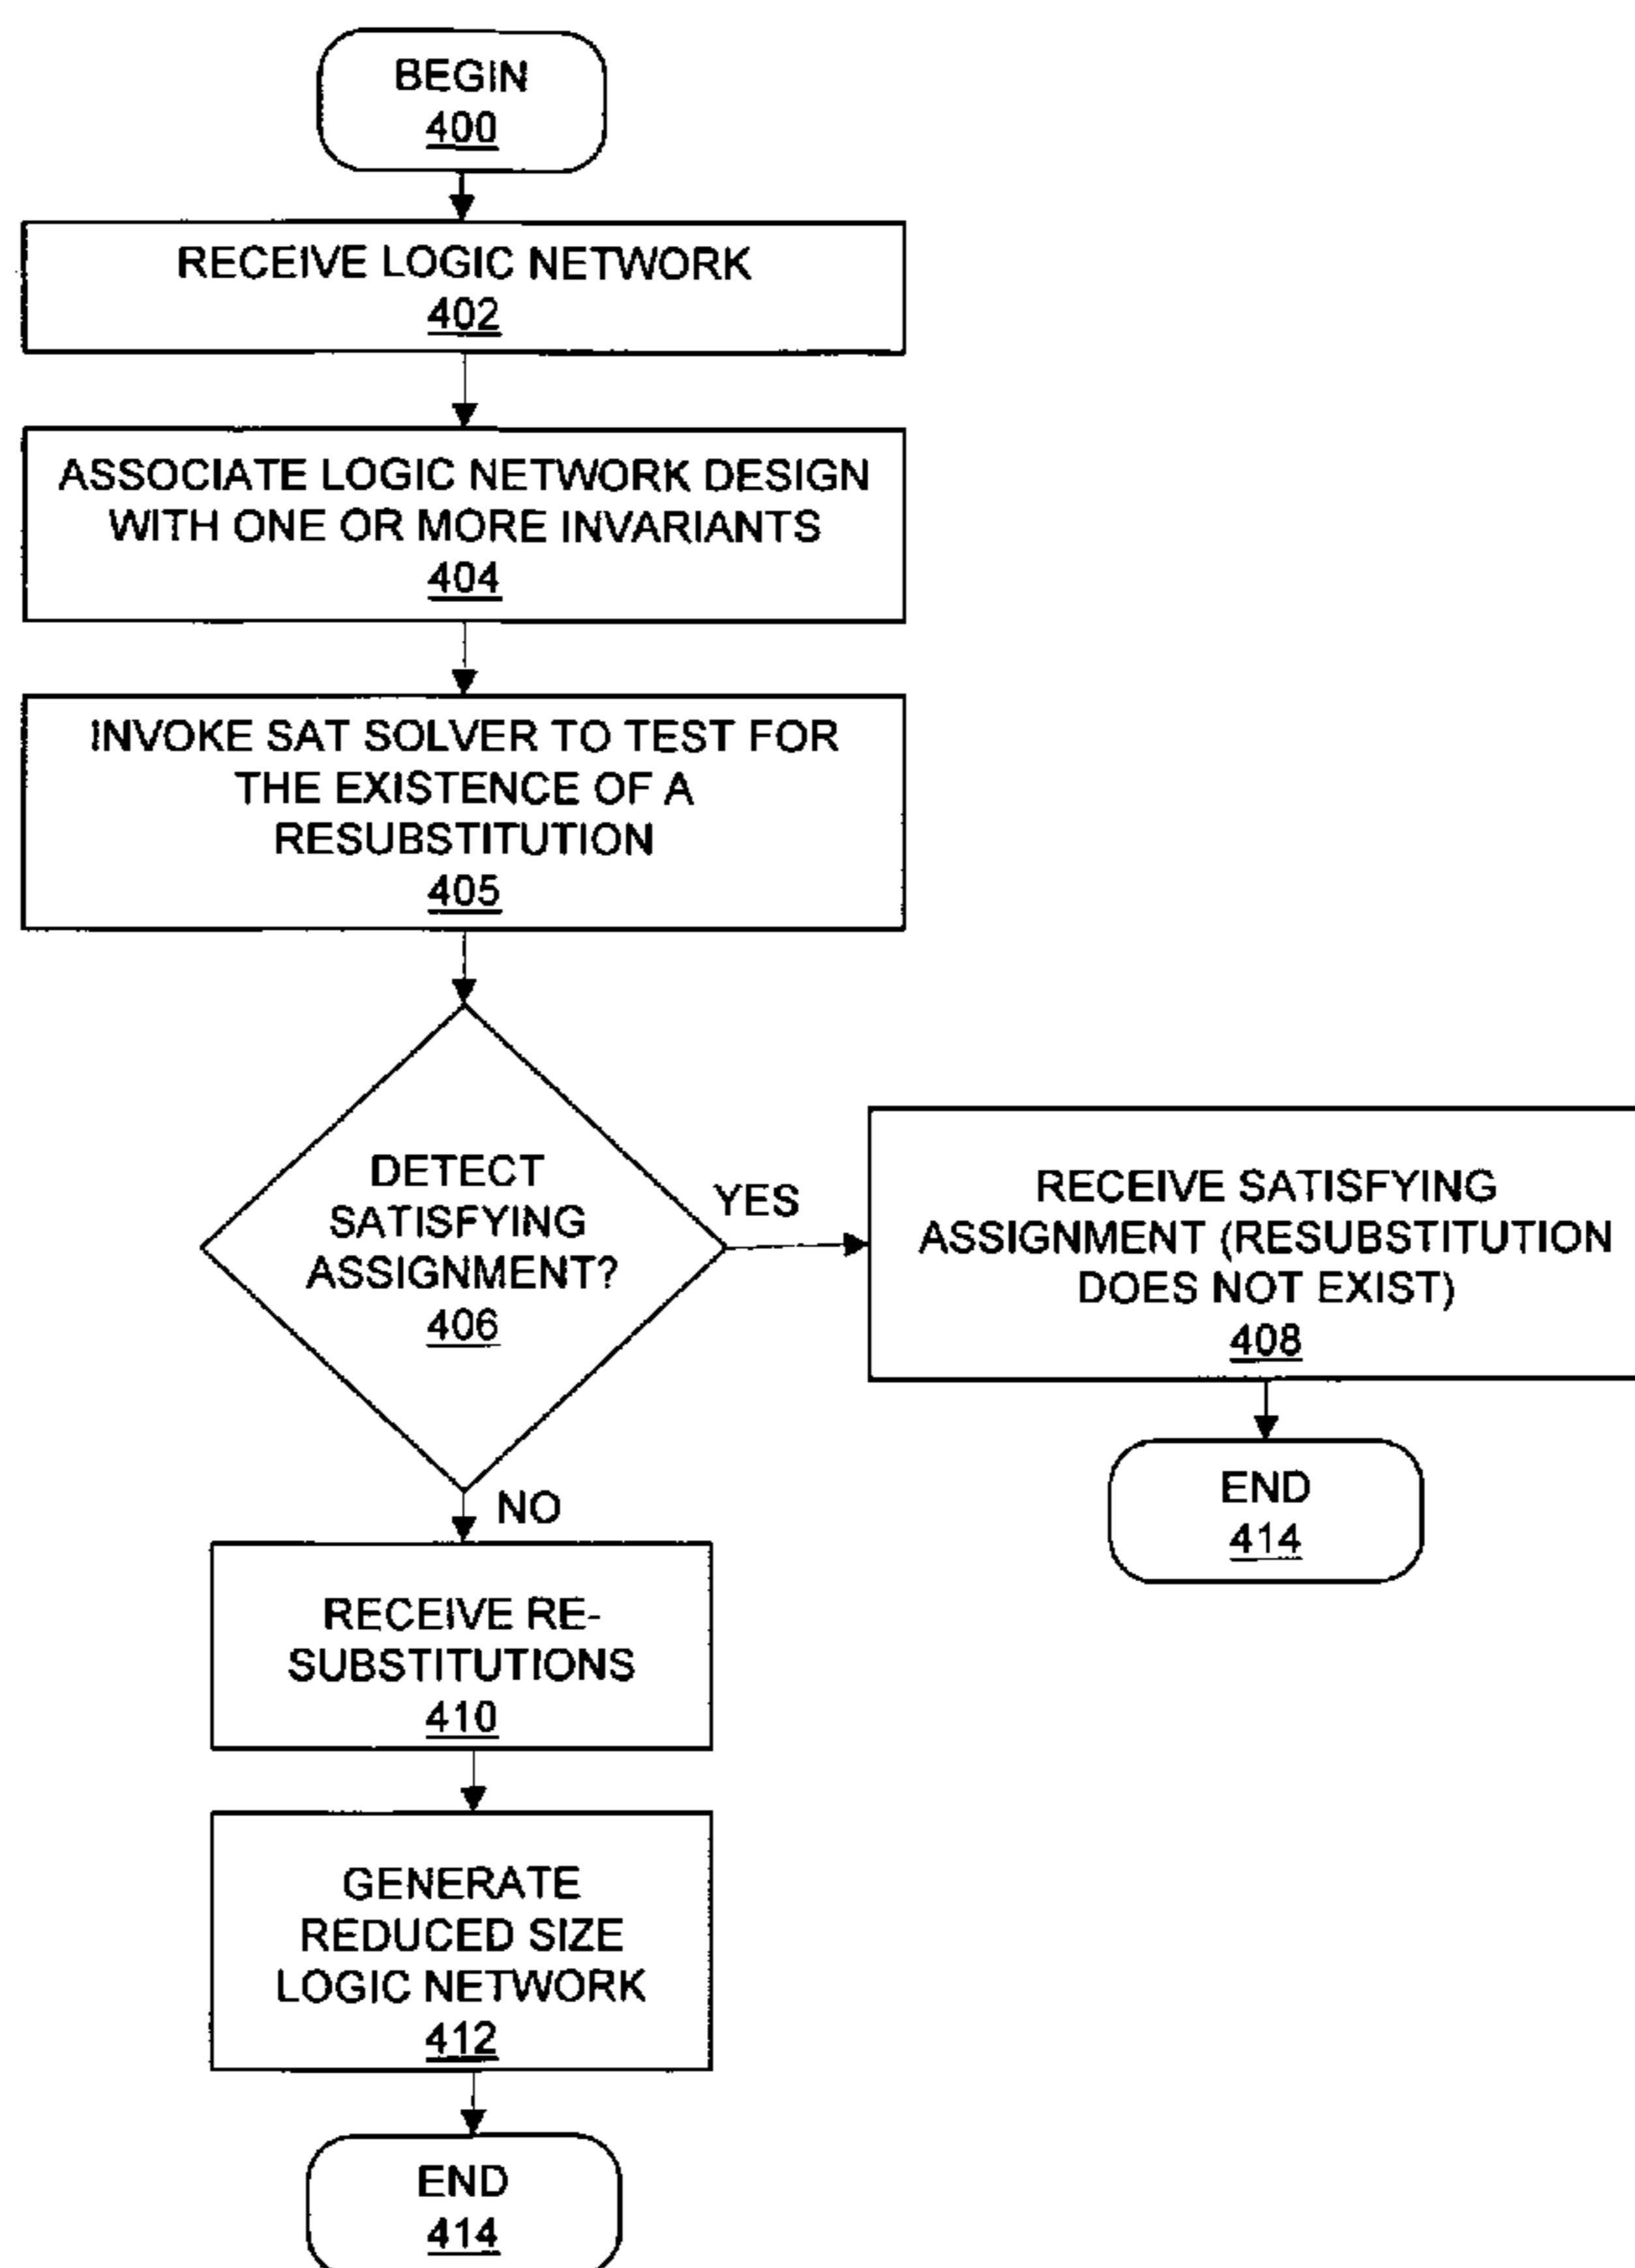 BEGIN
400
RECEIVE LOGIC NETWORK
402
ASSOCIATE LOGIC NETWORK DESIGN
WITH ONE OR MORE INVARIANTS
404
INVOKE SAT SOLVER TO TEST FOR
THE EXISTENCE OF A
RESUBSTITUTION
405
DETECT
SATISFYING
ASSIGNMENT?
406
YES
RECEIVE SATISFYING
ASSIGNMENT (RESUBSTITUTION
DOES NOT EXIST)
408
END
414
NO
RECEIVE RE-
SUBSTITUTIONS
410
GENERATE
REDUCED SIZE
LOGIC NETWORK
412
END
414